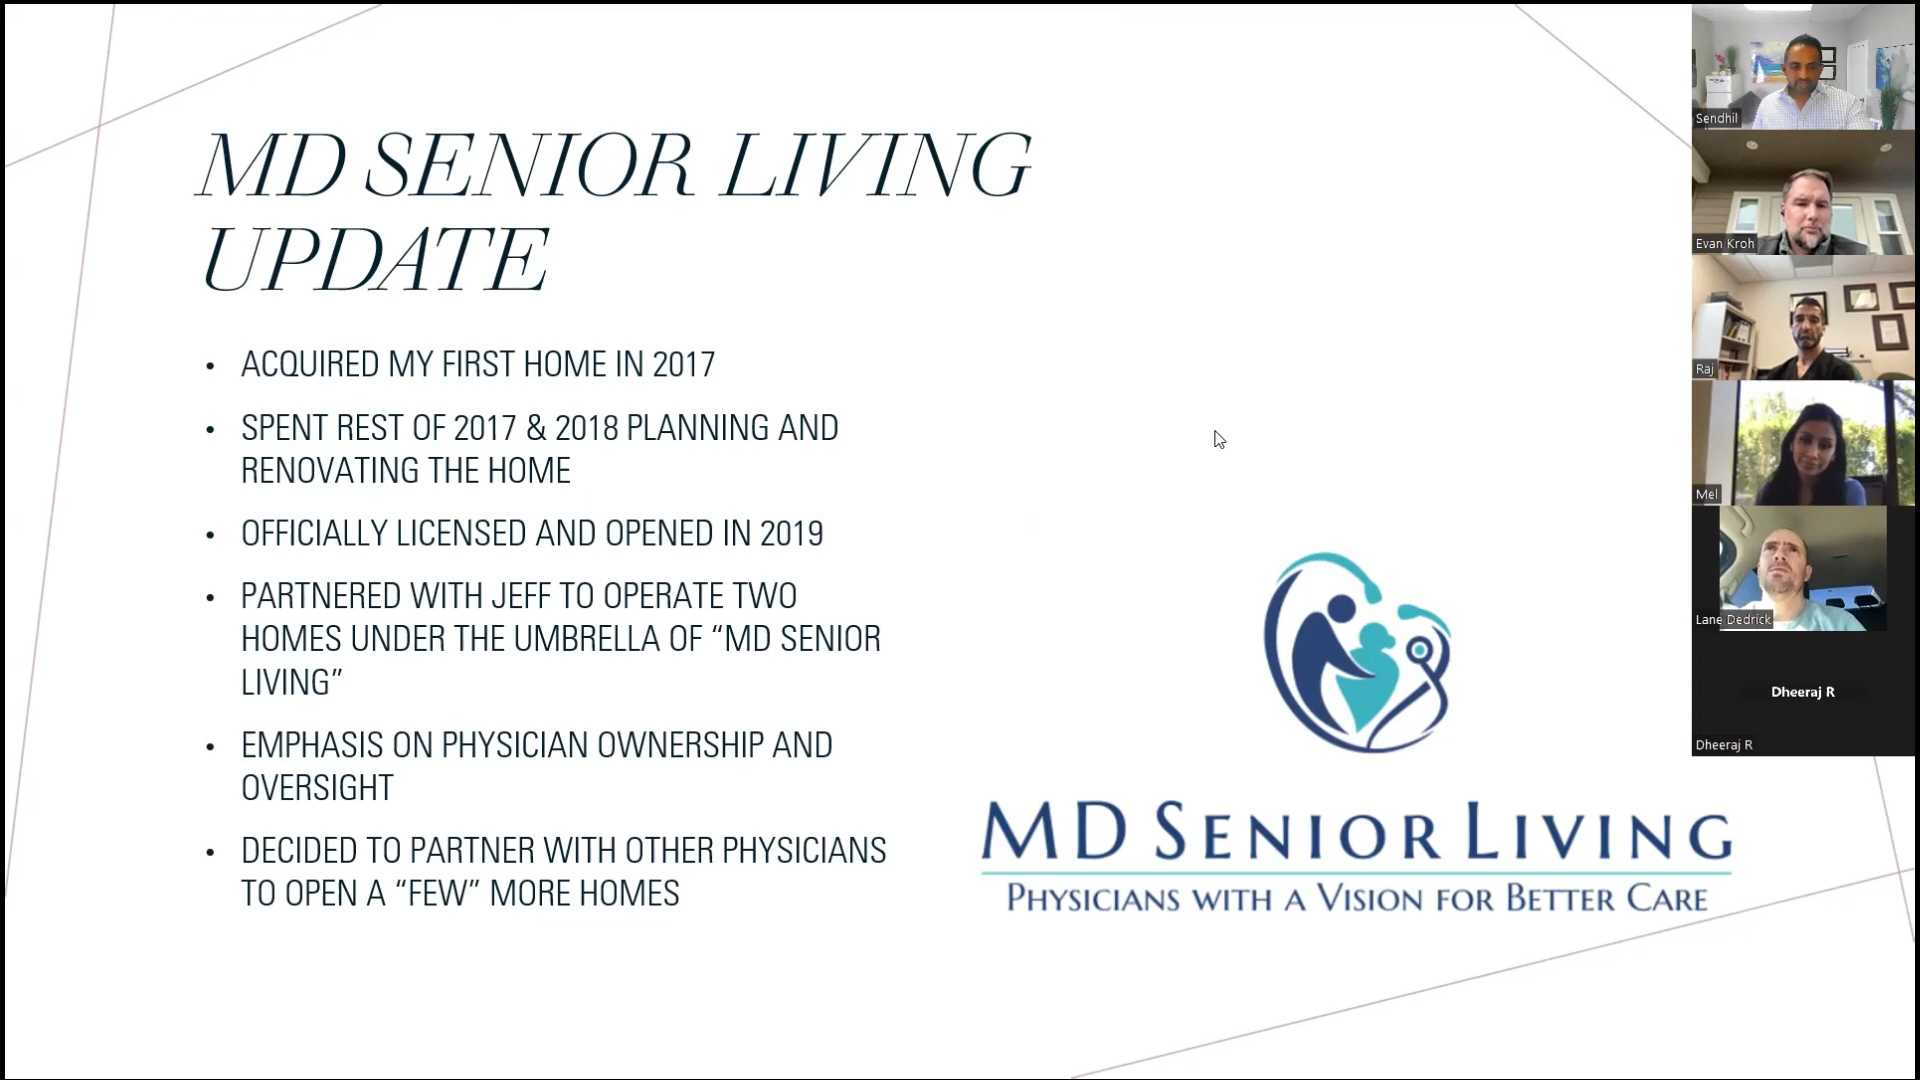 MD SENIOR LIVING
UPDATE
• ACQUIRED MY FIRST HOME IN 2017
• SPENT REST OF 2017 & 2018 PLANNING AND
RENOVATING THE HOME
• OFFICIALLY LICENSED AND OPENED IN 2019
• PARTNERED WITH JEFF TO OPERATE TWO
HOMES UNDER THE UMBRELLA OF “MD SENIOR
LIVING”
• EMPHASIS ON PHYSICIAN OWNERSHIP AND
OVERSIGHT
• DECIDED TO PARTNER WITH OTHER PHYSICIANS
TO OPEN A “FEW” MORE HOMES
MD SENIOR LIVING
PHYSICIANS WITH A VISION FOR BETTER CARE
Sendhil
Evan Kroh
Raj
Mel
Lane Dedrick
Dheeraj R
Dheeraj R